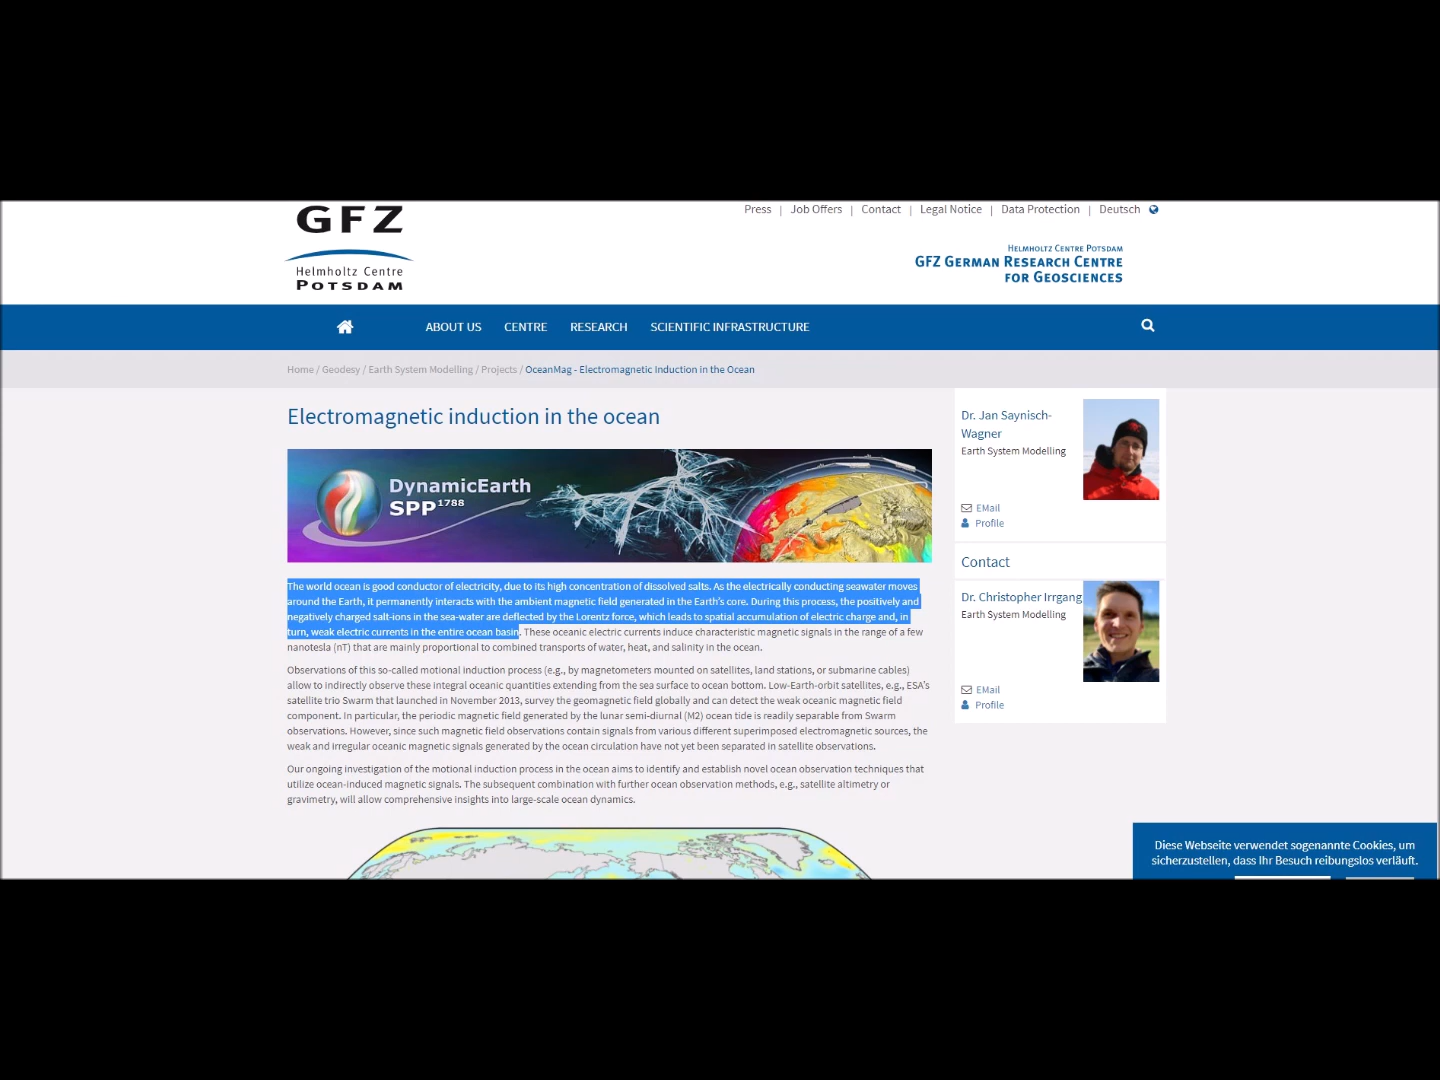 GFZ
Helmholtz Centre
POTSDAM
Press | Job Offers | Contact | Legal Notice | Data Protection | Deutsch
HELMHOLTZ CENTRE POTSDAM
GFZ GERMAN RESEARCH CENTRE
FOR GEOSCIENCES
ABOUT US CENTRE RESEARCH SCIENTIFIC INFRASTRUCTURE
Home / Geodesy / Earth System Modelling / Projects / OceanMag - Electromagnetic Induction in the Ocean
Electromagnetic induction in the ocean
DynamicEarth
SPP1788
The world ocean is good conductor of electricity, due to its high concentration of dissolved salts. As the electrically conducting seawater moves
around the Earth, it permanently interacts with the ambient magnetic field generated in the Earth's core. During this process, the positively and
negatively charged salt-ions in the sea-water are deflected by the Lorentz force, which leads to spatial accumulation of electric charge and, in
turn, weak electric currents in the entire ocean basin. These oceanic electric currents induce characteristic magnetic signals in the range of a few
nanotesla (nT) that are mainly proportional to combined transports of water, heat, and salinity in the ocean.
Observations of this so-called motional induction process (e.g., by magnetometers mounted on satellites, land stations, or submarine cables)
allow to indirectly observe these integral oceanic quantities extending from the sea surface to ocean bottom. Low-Earth-orbit satellites, e.g., ESA's
satellite trio Swarm that launched in November 2013, survey the geomagnetic field globally and can detect the weak oceanic magnetic field
component. In particular, the periodic magnetic field generated by the lunar semi-diurnal (M2) ocean tide is readily separable from Swarm
observations. However, since such magnetic field observations contain signals from various different superimposed electromagnetic sources, the
weak and irregular oceanic magnetic signals generated by the ocean circulation have not yet been separated in satellite observations.
Our ongoing investigation of the motional induction process in the ocean aims to identify and establish novel ocean observation techniques that
utilize ocean-induced magnetic signals. The subsequent combination with further ocean observation methods, e.g., satellite altimetry or
gravimetry, will allow comprehensive insights into large-scale ocean dynamics.
Dr. Jan Saynisch-
Wagner
Earth System Modelling
EMail
Profile
Contact
Dr. Christopher Irrgang
Earth System Modelling
EMail
Profile
Diese Webseite verwendet sogenannte Cookies, um
sicherzustellen, dass Ihr Besuch reibungslos verläuft.